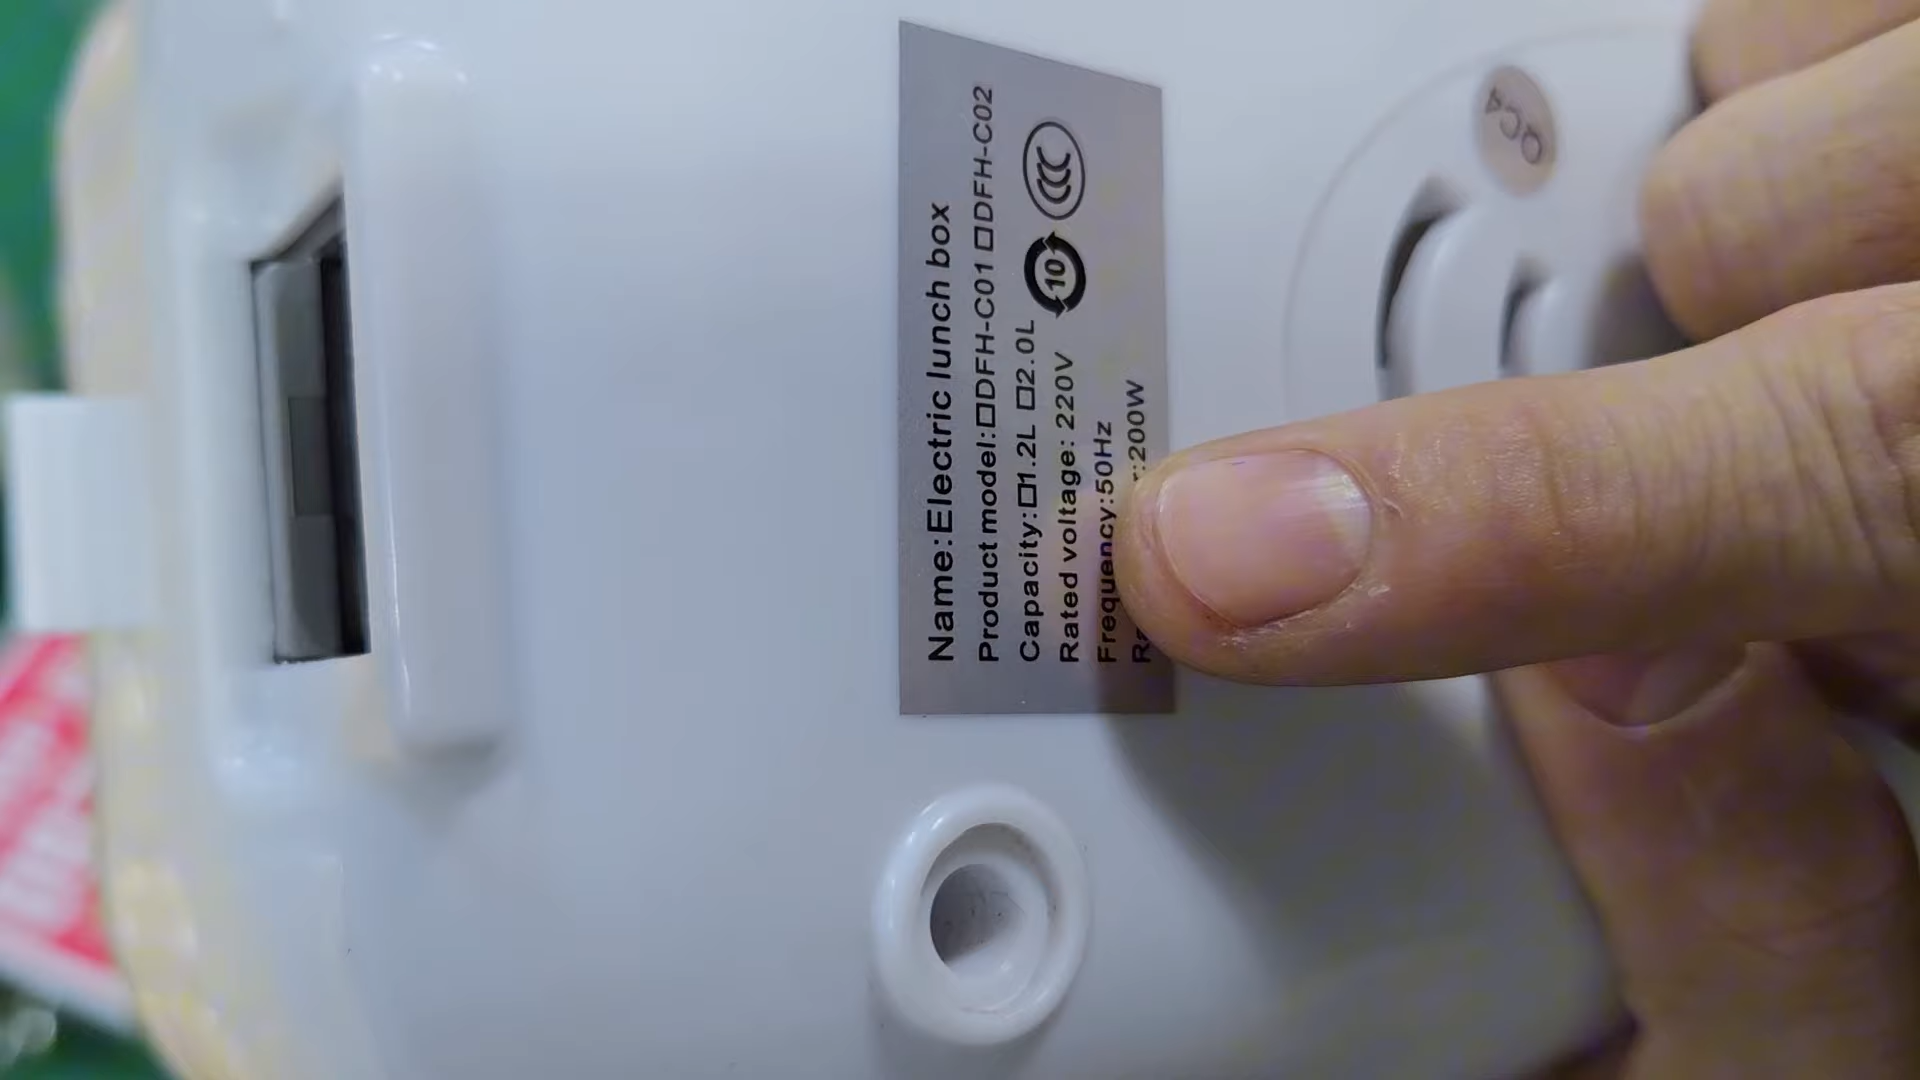 Name:Electric lunch box
Product model:□DFH-C01 □DFH-C02
Capacity:□1.2L □2.0L
Rated voltage: 220V
Frequency:50Hz
:200W
10
QC4